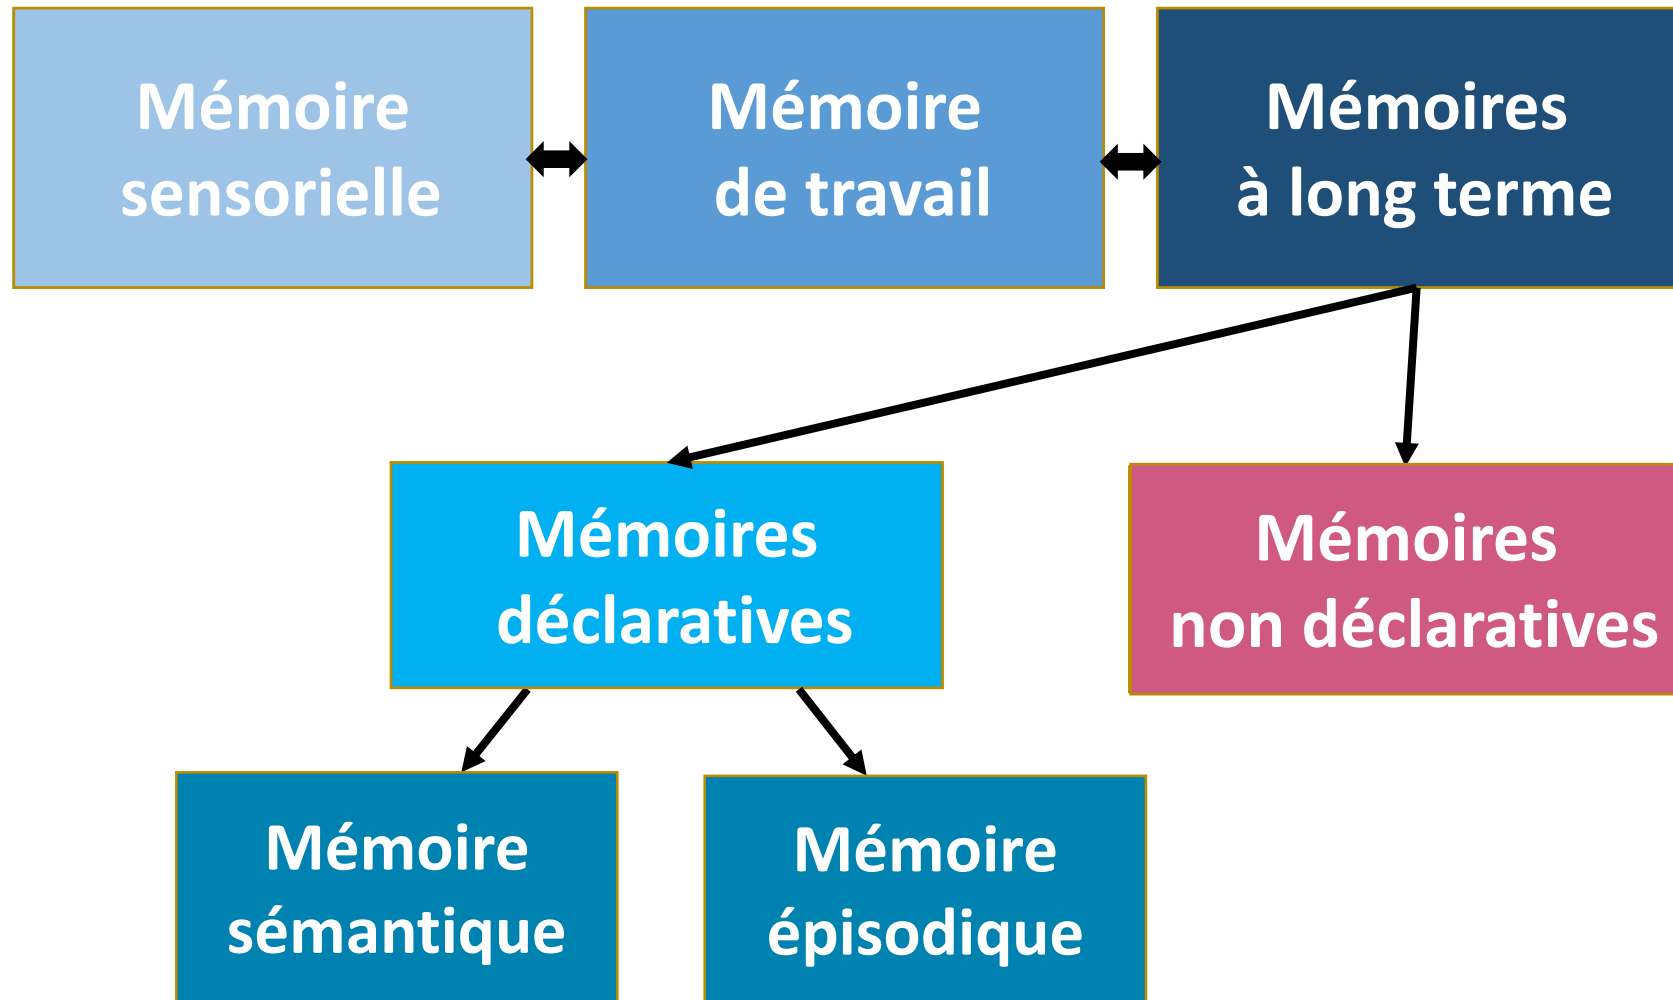 Mémoire
sensorielle
Mémoire
de travail
Mémoires
à long terme
Mémoires
déclaratives
Mémoires
non déclaratives
Mémoire
sémantique
Mémoire
épisodique